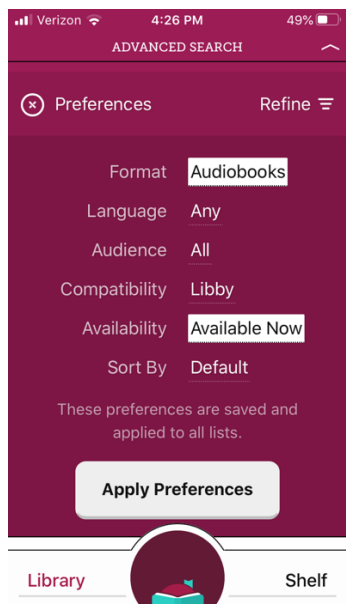 Verizon 4:26 PM 49%
ADVANCED SEARCH
Preferences Refine
Format Audiobooks
Language Any
Audience All
Compatibility Libby
Availability Available Now
Sort By Default
These preferences are saved and
applied to all lists.
Apply Preferences
Library Shelf